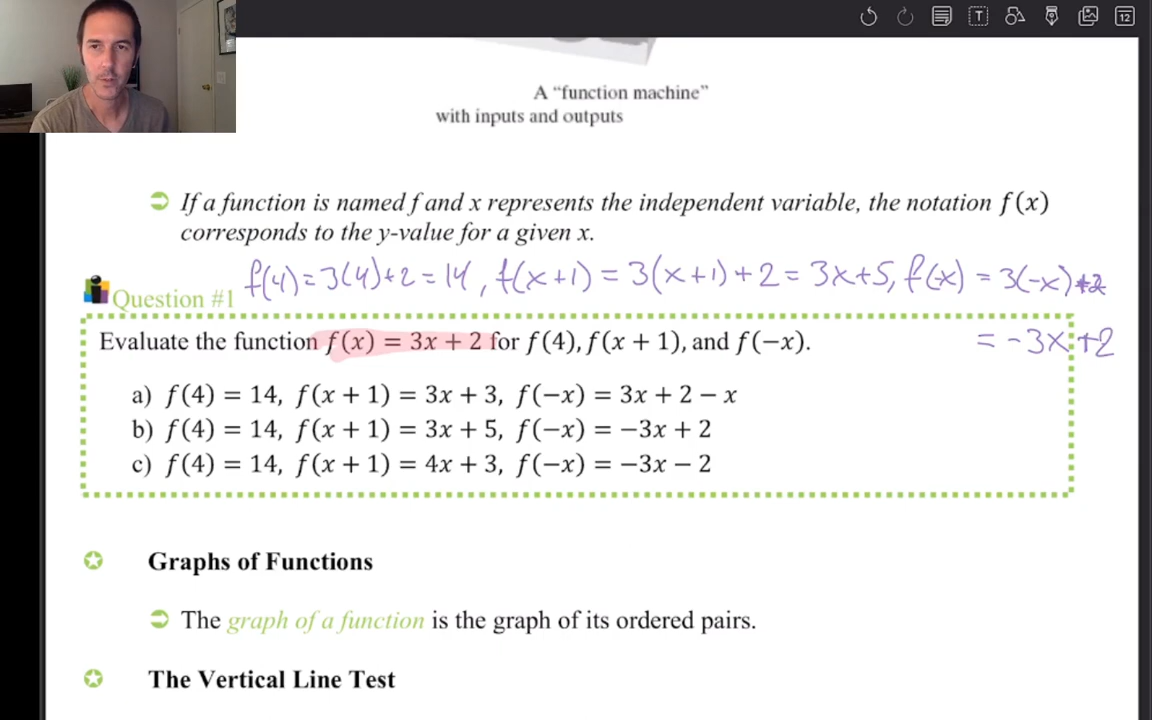 12
A “function machine”
with inputs and outputs
If a function is named f and x represents the independent variable, the notation f(x)
corresponds to the y-value for a given x.
f(4)=3(4)+2=14, f(x+1)=3(x+1)+2=3x+5, f(-x)=3(-x)+2
Question #1
Evaluate the function f(x) = 3x + 2 for f(4), f(x + 1), and f(−x).
=-3x+2
a) f(4) = 14, f(x + 1) = 3x + 3, f(−x) = 3x + 2 − x
b) f(4) = 14, f(x + 1) = 3x + 5, f(−x) = −3x + 2
c) f(4) = 14, f(x + 1) = 4x + 3, f(−x) = −3x − 2
Graphs of Functions
The graph of a function is the graph of its ordered pairs.
The Vertical Line Test